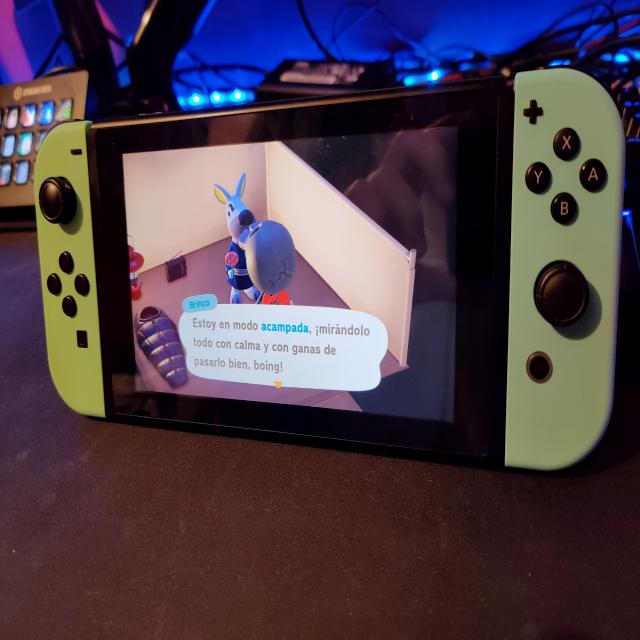 Brinco
Estoy en modo acampada, ¡mirándolo
todo con calma y con ganas de
pasarlo bien, boing!
X
Y
A
B